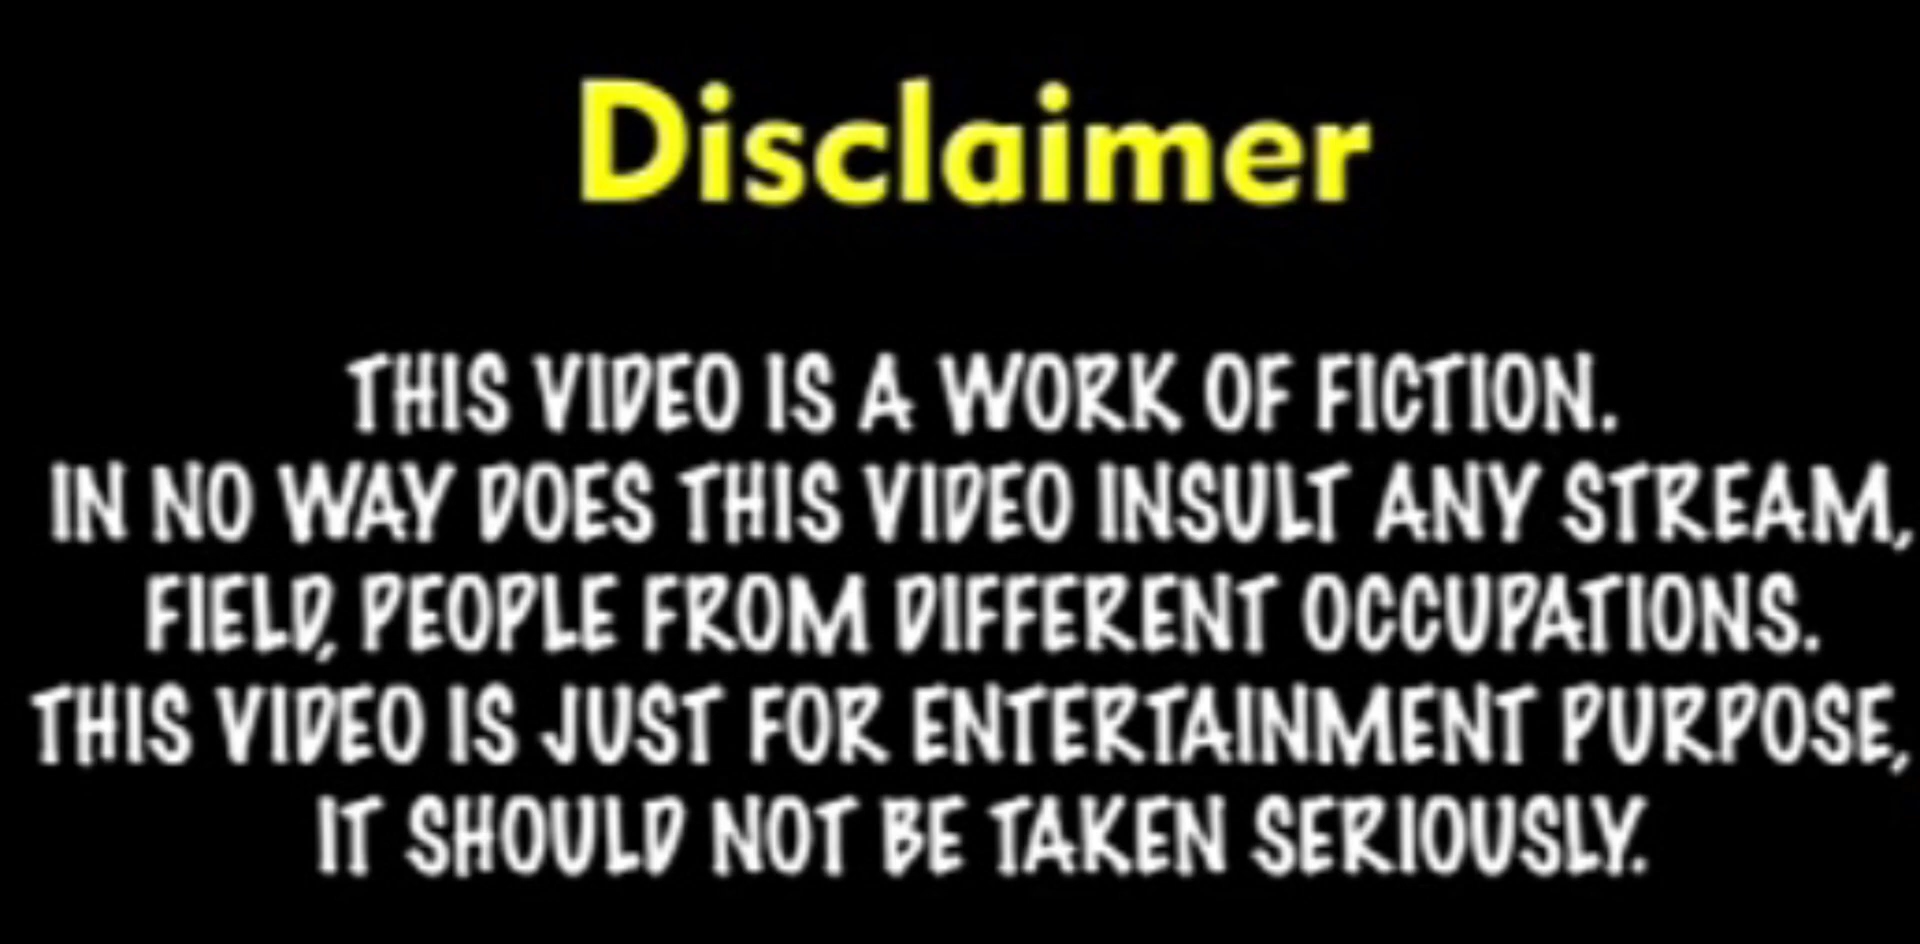 Disclaimer
THIS VIDEO IS A WORK OF FICTION.
IN NO WAY DOES THIS VIDEO INSULT ANY STREAM,
FIELD, PEOPLE FROM DIFFERENT OCCUPATIONS.
THIS VIDEO IS JUST FOR ENTERTAINMENT PURPOSE,
IT SHOULD NOT BE TAKEN SERIOUSLY.